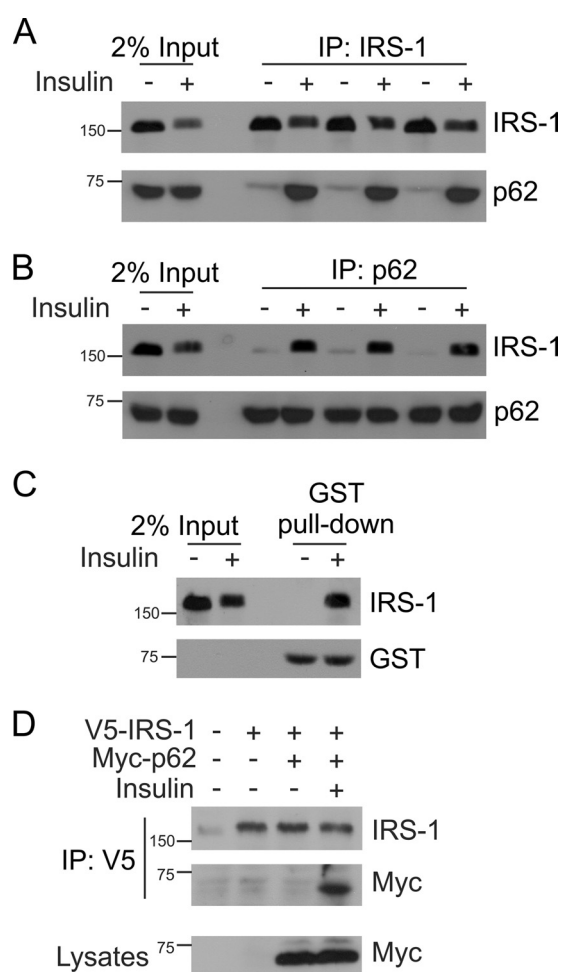 A
2% Input IP: IRS-1
Insulin - + - + - + - +
150 IRS-1
75 p62
B
2% Input IP: p62
Insulin - + - + - + - +
150 IRS-1
75 p62
C
GST
2% Input pull-down
Insulin - + - +
150 IRS-1
75 GST
D
V5-IRS-1 - + + +
Myc-p62 - - + +
Insulin - - - +
150 IRS-1
IP: V5
75 Myc
Lysates 75 Myc